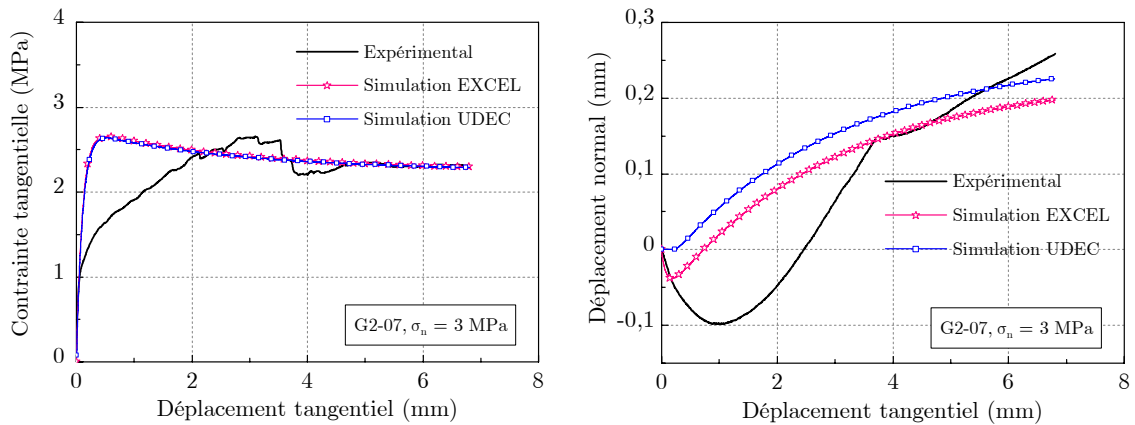 4
3
2
1
0
Contrainte tangentielle (MPa)
Expérimental
Simulation EXCEL
Simulation UDEC
G2-07, σn = 3 MPa
0 2 4 6 8
Déplacement tangentiel (mm)
0,3
0,2
0,1
0
-0,1
Déplacement normal (mm)
Expérimental
Simulation EXCEL
Simulation UDEC
G2-07, σn = 3 MPa
0 2 4 6 8
Déplacement tangentiel (mm)